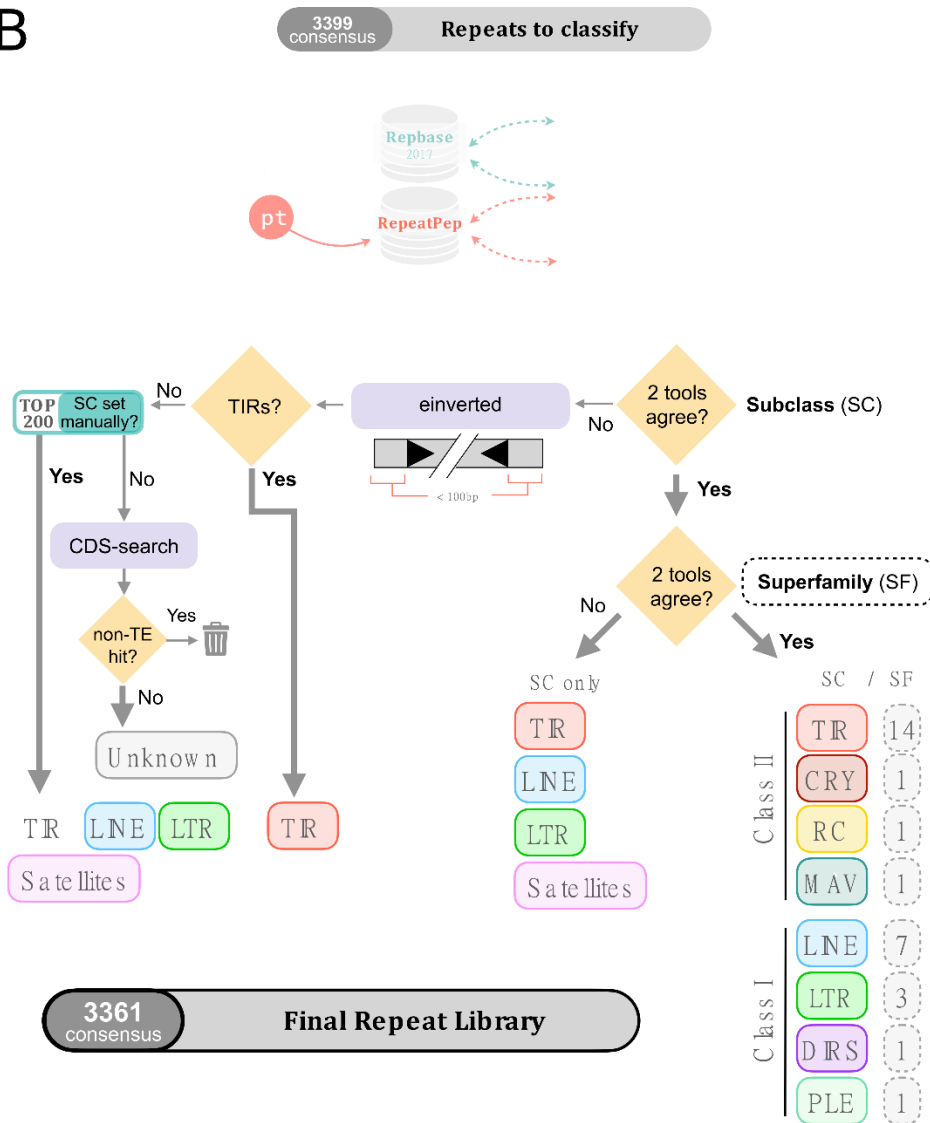 B
3399
consensus
Repeats to classify
Repbase
2017
pt
RepeatPep
TOP
200
SC set
manually?
No
TIRs?
einverted
No
2 tools
agree?
Subclass (SC)
< 100bp
Yes
No
Yes
Yes
CDS-search
2 tools
agree?
Superfamily (SF)
No
Yes
non-TE
hit?
Yes
No
Unknown
SC only
SC / SF
TIR
LINE
LTR
Satellites
TIR
TIR
LINE
LTR
Satellites
Class II
TIR 14
CRY 1
RC 1
MAV 1
Class I
LINE 7
LTR 3
DIRS 1
PLE 1
3361
consensus
Final Repeat Library